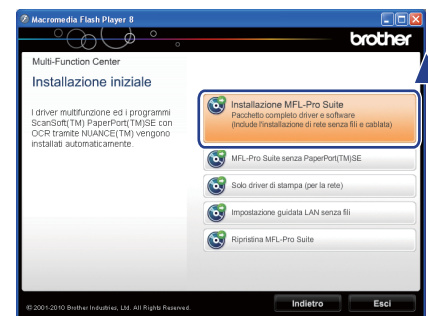 Macromedia Flash Player 8
brother
Multi-Function Center
Installazione iniziale
I driver multifunzione ed i programmi
ScanSoft(TM) PaperPort(TM)SE con
OCR tramite NUANCE(TM) vengono
installati automaticamente.
Installazione MFL-Pro Suite
Pacchetto completo driver e software
(Include l'installazione di rete senza fili e cablata)
MFL-Pro Suite senza PaperPort(TM)SE
Solo driver di stampa (per la rete)
Impostazione guidata LAN senza fili
Ripristina MFL-Pro Suite
© 2001-2010 Brother Industries, Ltd. All Rights Reserved.
Indietro
Esci